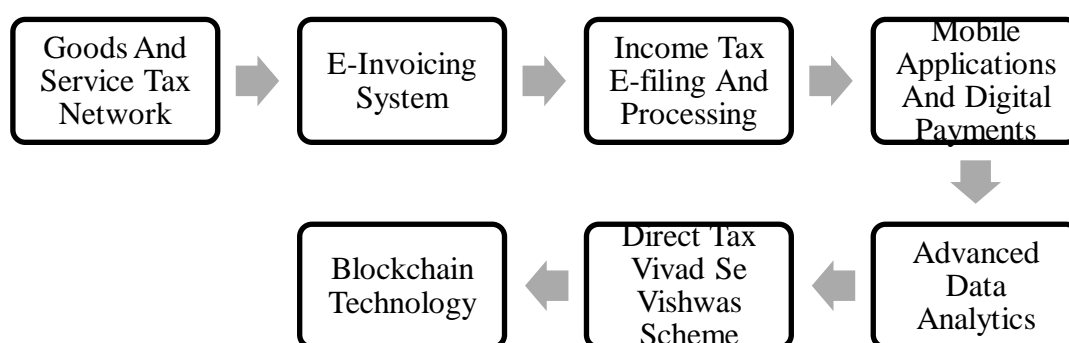 Goods And
Service Tax
Network
E-Invoicing
System
Income Tax
E-filing And
Processing
Mobile
Applications
And Digital
Payments
Advanced
Data
Analytics
Direct Tax
Vivad Se
Vishwas
Scheme
Blockchain
Technology